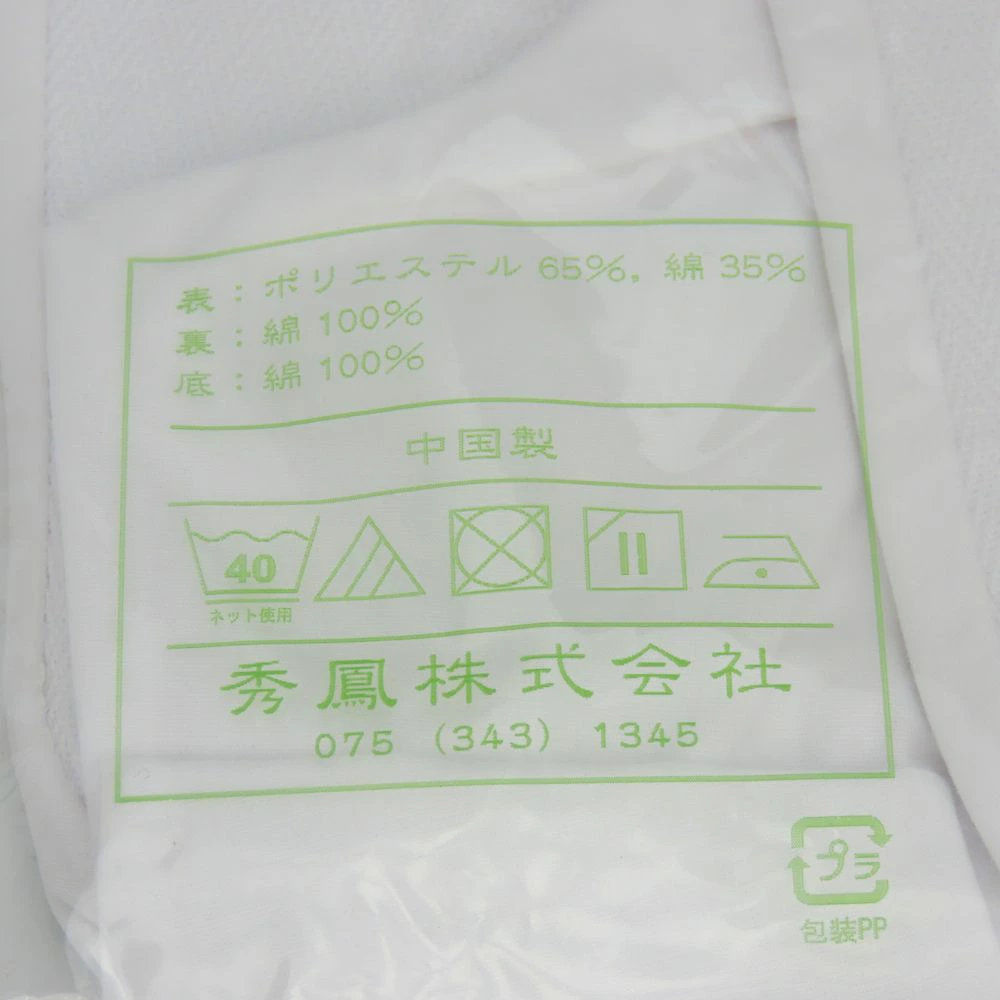 表：ポリエステル 65%, 綿 35%
裏：綿 100%
底：綿 100%
中国製
40
ネット使用
秀鳳株式会社
075 (343) 1345
プラ
包装PP